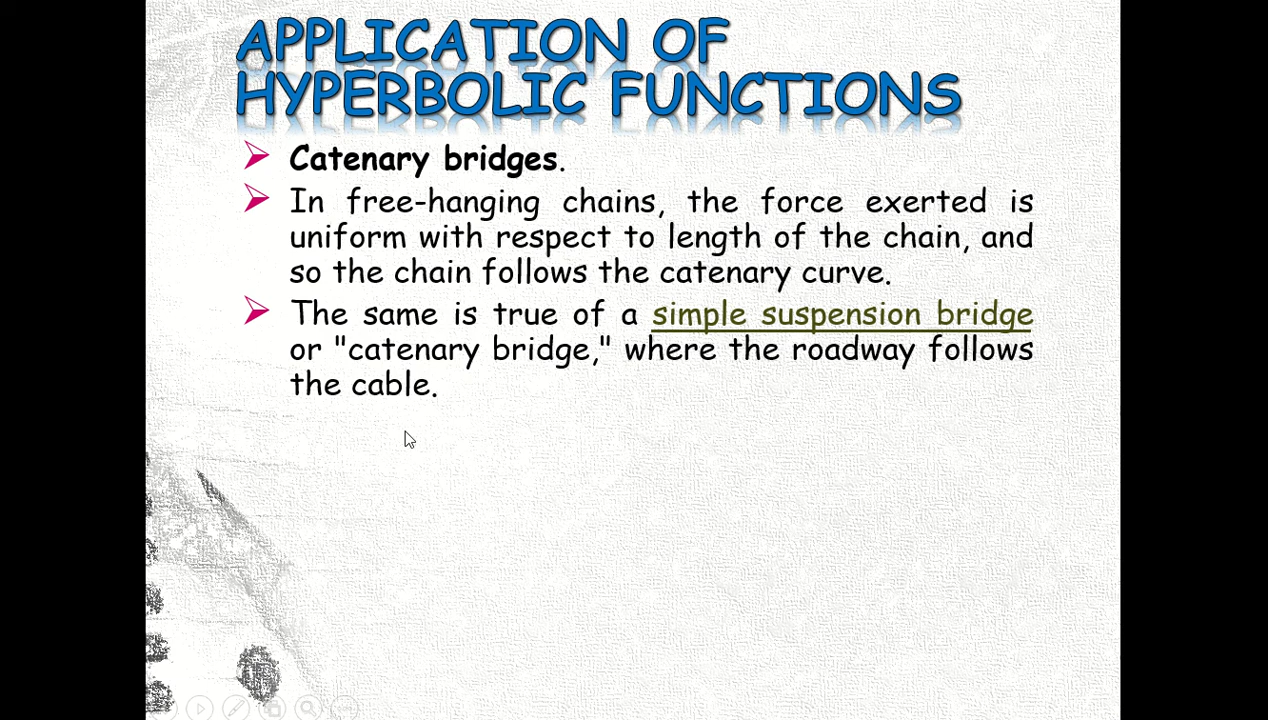 APPLICATION OF
HYPERBOLIC FUNCTIONS
Catenary bridges.
In free-hanging chains, the force exerted is
uniform with respect to length of the chain, and
so the chain follows the catenary curve.
The same is true of a simple suspension bridge
or "catenary bridge," where the roadway follows
the cable.